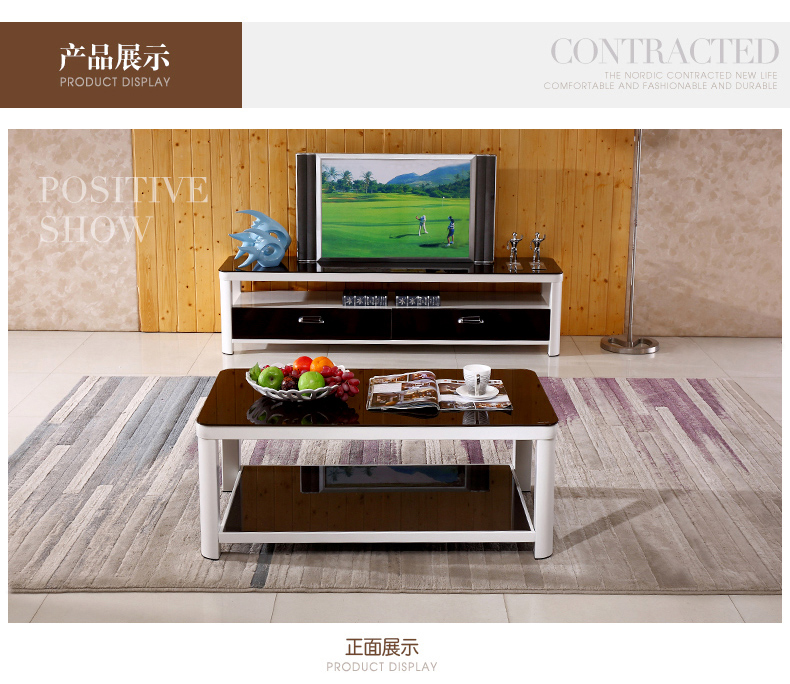 产品展示
PRODUCT DISPLAY
CONTRACTED
THE NORDIC CONTRACTED NEW LIFE
COMFORTABLE AND FASHIONABLE AND DURABLE
POSITIVE
SHOW
正面展示
PRODUCT DISPLAY